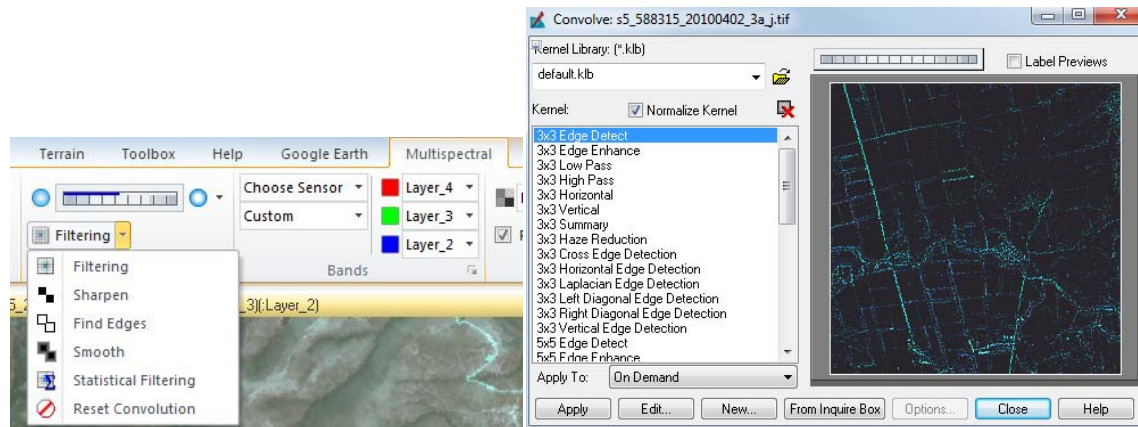 Terrain Toolbox Help Google Earth Multispectral
Choose Sensor Layer_4
Custom Layer_3
Filtering Layer_2
Bands
Filtering
Sharpen
Find Edges
Smooth
Statistical Filtering
Reset Convolution
_3)(:Layer_2)
Convolve: s5_588315_20100402_3a_j.tif
Kernel Library: (*.klb)
Label Previews
default.klb
Kernel: Normalize Kernel
3x3 Edge Detect
3x3 Edge Enhance
3x3 Low Pass
3x3 High Pass
3x3 Horizontal
3x3 Vertical
3x3 Summary
3x3 Haze Reduction
3x3 Cross Edge Detection
3x3 Horizontal Edge Detection
3x3 Laplacian Edge Detection
3x3 Left Diagonal Edge Detection
3x3 Right Diagonal Edge Detection
3x3 Vertical Edge Detection
5x5 Edge Detect
5x5 Edge Enhance
Apply To: On Demand
Apply Edit... New... From Inquire Box Options... Close Help